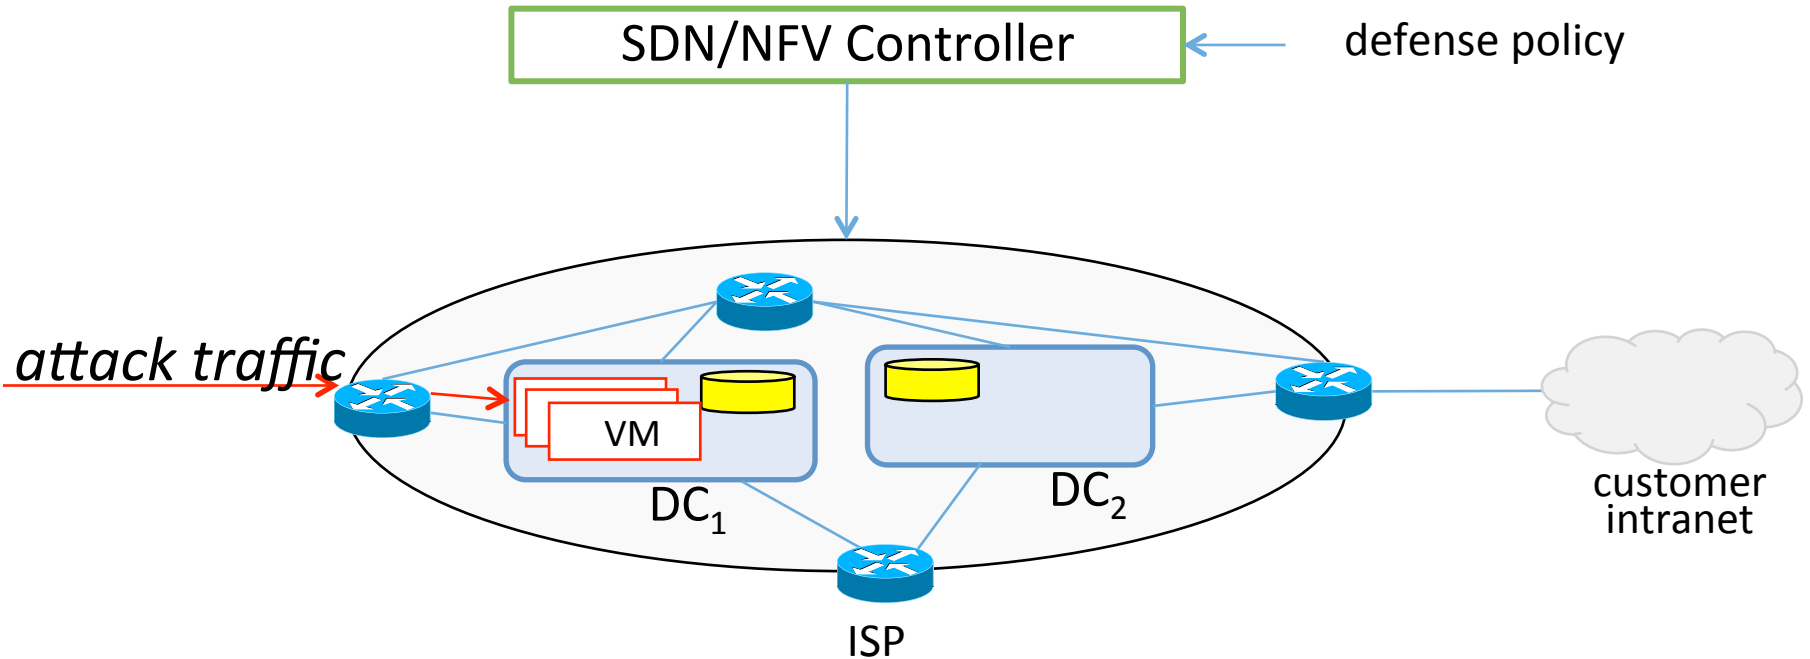 SDN/NFV Controller
defense policy
attack traffic
VM
DC1
DC2
customer
intranet
ISP